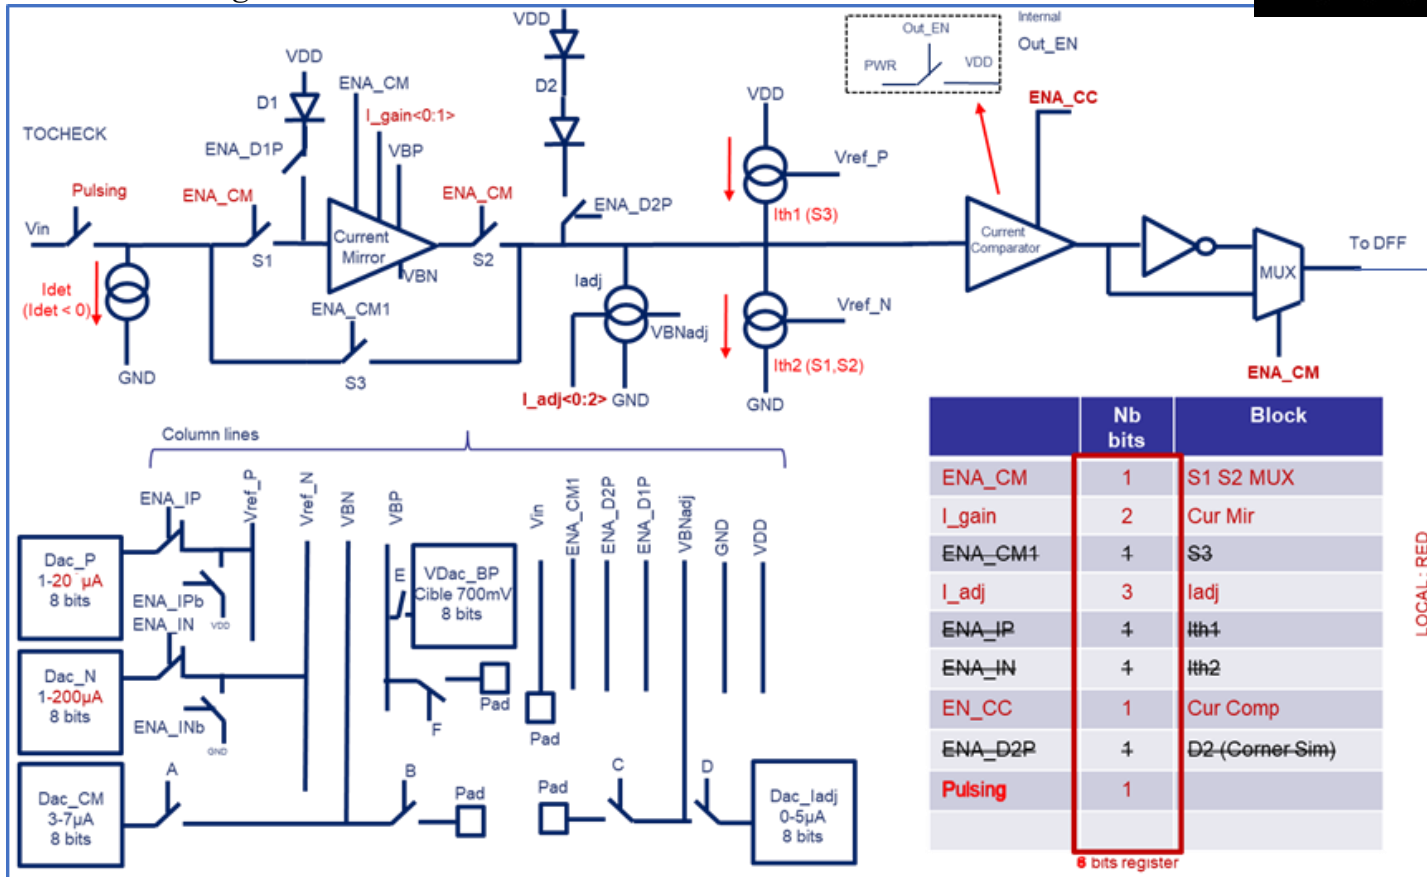 VDD
Internal
Out_EN
Out_EN
PWR
VDD
VDD
D1
ENA_CM
D2
I_gain<0:1>
VDD
ENA_CC
TOCHECK
ENA_D1P
VBP
Vref_P
Pulsing
ENA_CM
ENA_CM
ENA_D2P
Ith1 (S3)
Vin
Current
Mirror
Current
Comparator
To DFF
S1
S2
MUX
VBN
Idet
(Idet < 0)
Iadj
ENA_CM1
VBNadj
Vref_N
GND
S3
Ith2 (S1,S2)
ENA_CM
I_adj<0:2>
GND
GND
Column lines
ENA_IP
Vref_P
Vref_N
VBN
VBP
Vin
ENA_CM1
ENA_D2P
ENA_D1P
VBNadj
GND
VDD
Dac_P
1-20 µA
8 bits
ENA_IPb
VDD
ENA_IN
E
VDac_BP
Cible 700mV
8 bits
Dac_N
1-200µA
8 bits
ENA_INb
GND
Pad
F
Pad
Dac_CM
3-7µA
8 bits
A
B
Pad
Pad
C
D
Dac_Iadj
0-5µA
8 bits
Nb bits Block
ENA_CM 1 S1 S2 MUX
I_gain 2 Cur Mir
ENA_CM1 1 S3
I_adj 3 Iadj
ENA_IP 1 Ith1
ENA_IN 1 Ith2
EN_CC 1 Cur Comp
ENA_D2P 1 D2 (Corner Sim)
Pulsing 1
bits register
LOCAL : RED